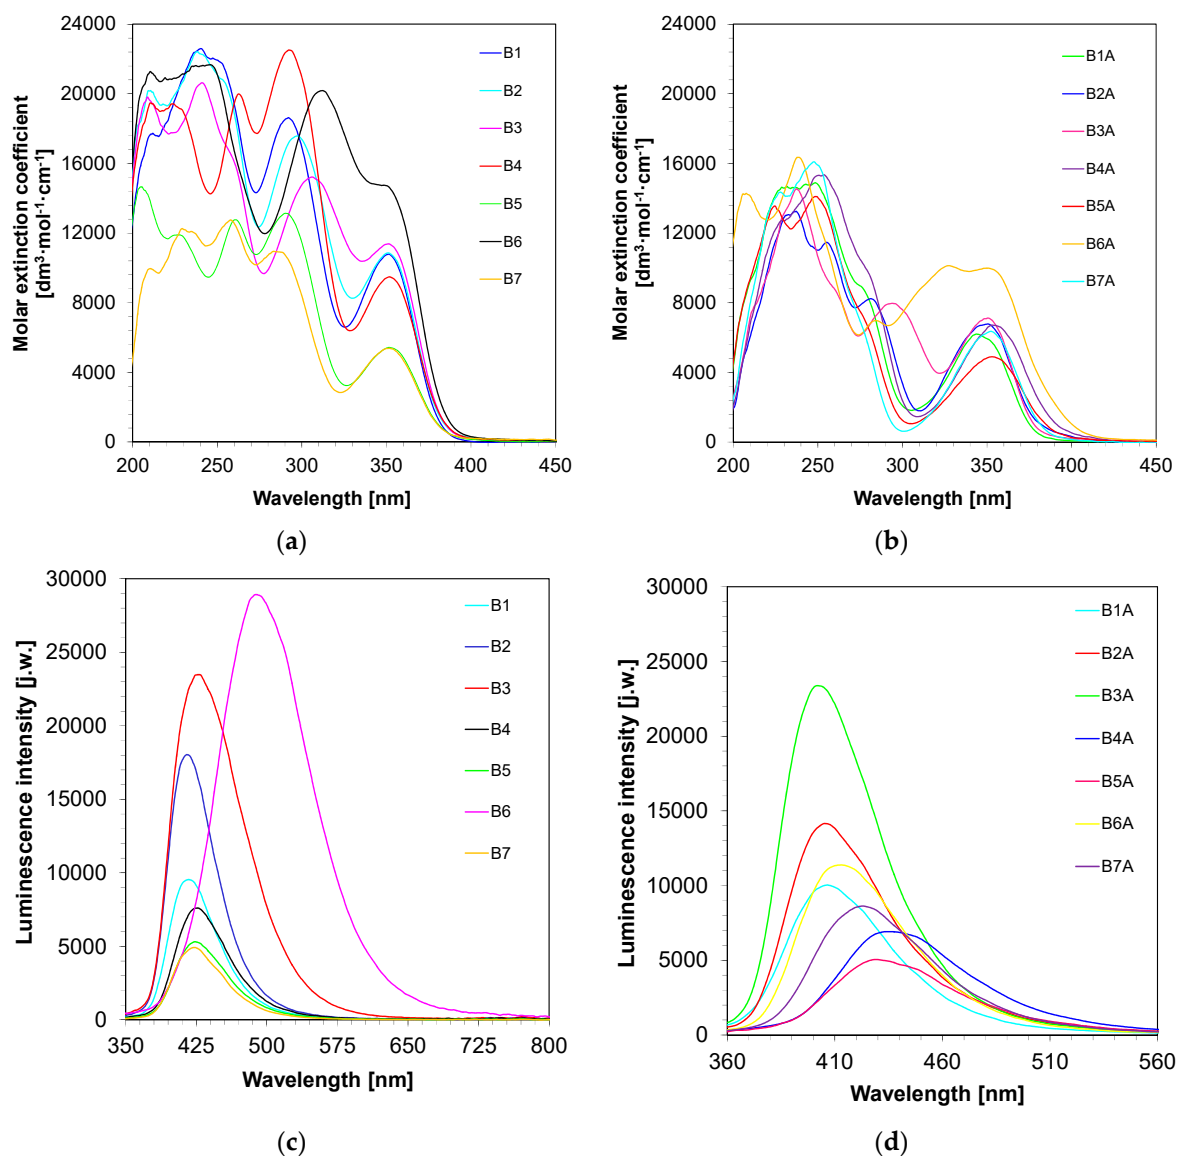 24000
20000
16000
12000
8000
4000
0
Molar extinction coefficient
[dm³·mol⁻¹·cm⁻¹]
200 250 300 350 400 450
Wavelength [nm]
B1
B2
B3
B4
B5
B6
B7
(a)
24000
20000
16000
12000
8000
4000
0
Molar extinction coefficient
[dm³·mol⁻¹·cm⁻¹]
200 250 300 350 400 450
Wavelength [nm]
B1A
B2A
B3A
B4A
B5A
B6A
B7A
(b)
30000
25000
20000
15000
10000
5000
0
Luminescence intensity [j.w.]
350 425 500 575 650 725 800
Wavelength [nm]
B1
B2
B3
B4
B5
B6
B7
(c)
30000
25000
20000
15000
10000
5000
0
Luminescence intensity [j.w.]
360 410 460 510 560
Wavelength [nm]
B1A
B2A
B3A
B4A
B5A
B6A
B7A
(d)